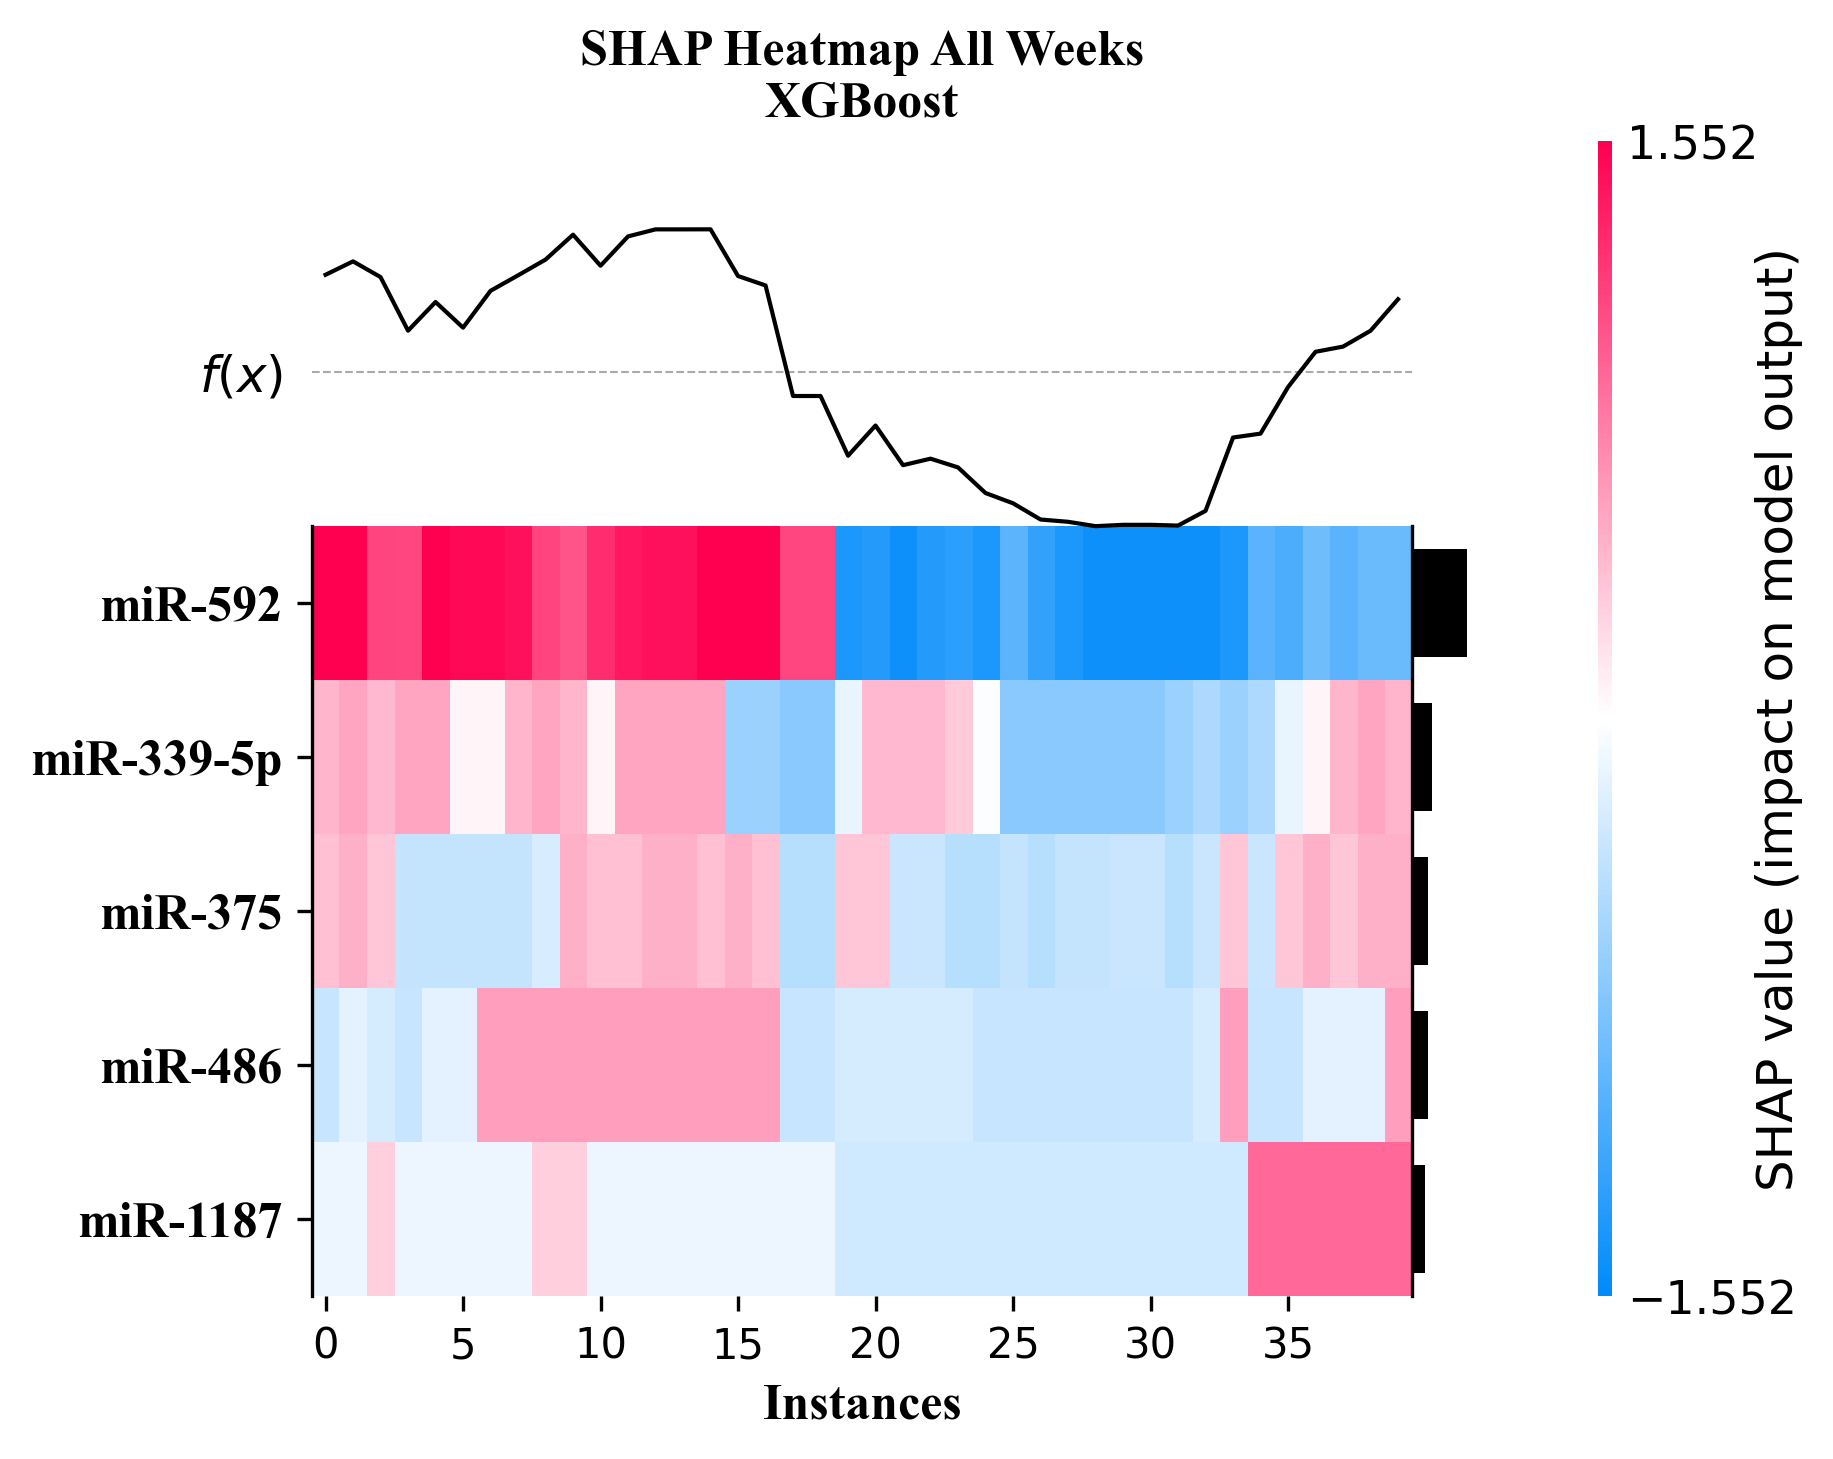 SHAP Heatmap All Weeks
XGBoost
1.552
f(x)
miR-592
miR-339-5p
miR-375
miR-486
miR-1187
SHAP value (impact on model output)
−1.552
0 5 10 15 20 25 30 35
Instances